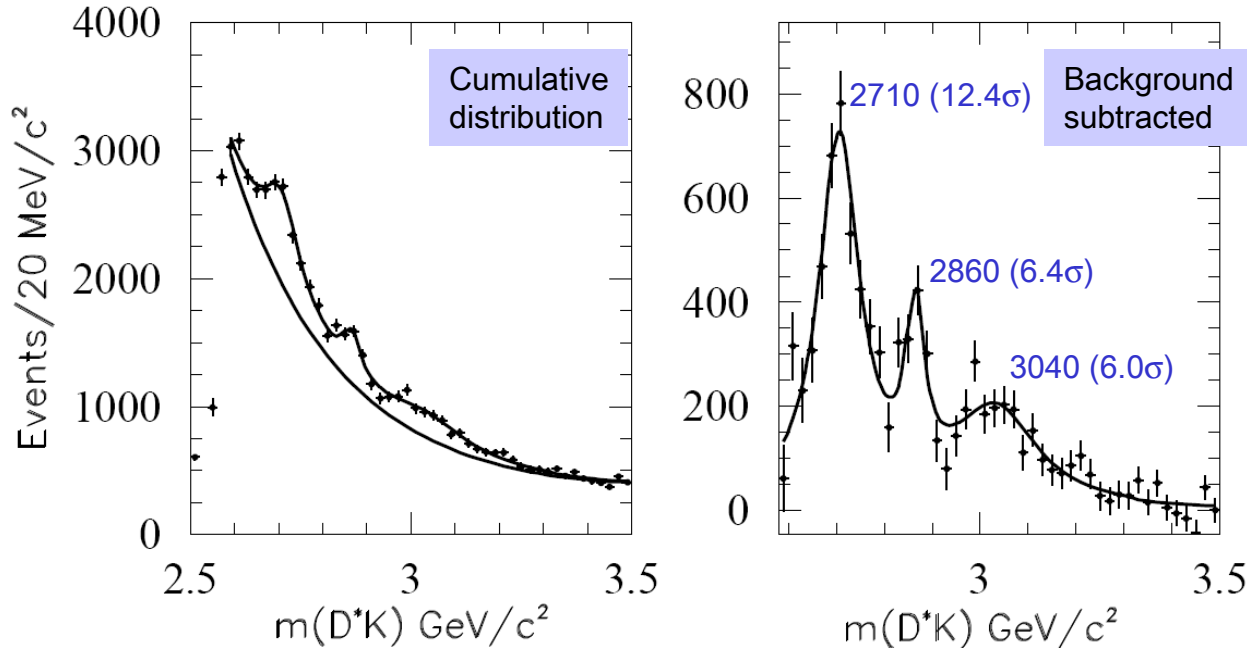 4000
3000
2000
1000
0
Events/20 MeV/c²
Cumulative
distribution
2.5
3
3.5
m(D*K) GeV/c²
800
600
400
200
0
2710 (12.4σ)
Background
subtracted
2860 (6.4σ)
3040 (6.0σ)
3
3.5
m(D*K) GeV/c²